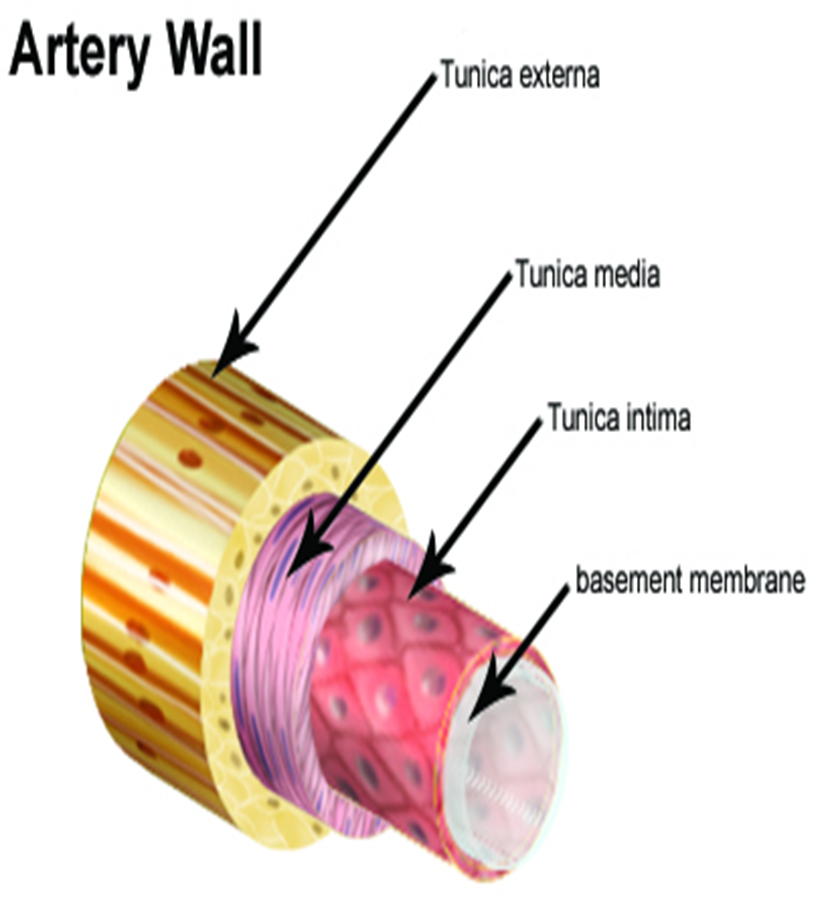 Artery Wall
Tunica externa
Tunica media
Tunica intima
basement membrane